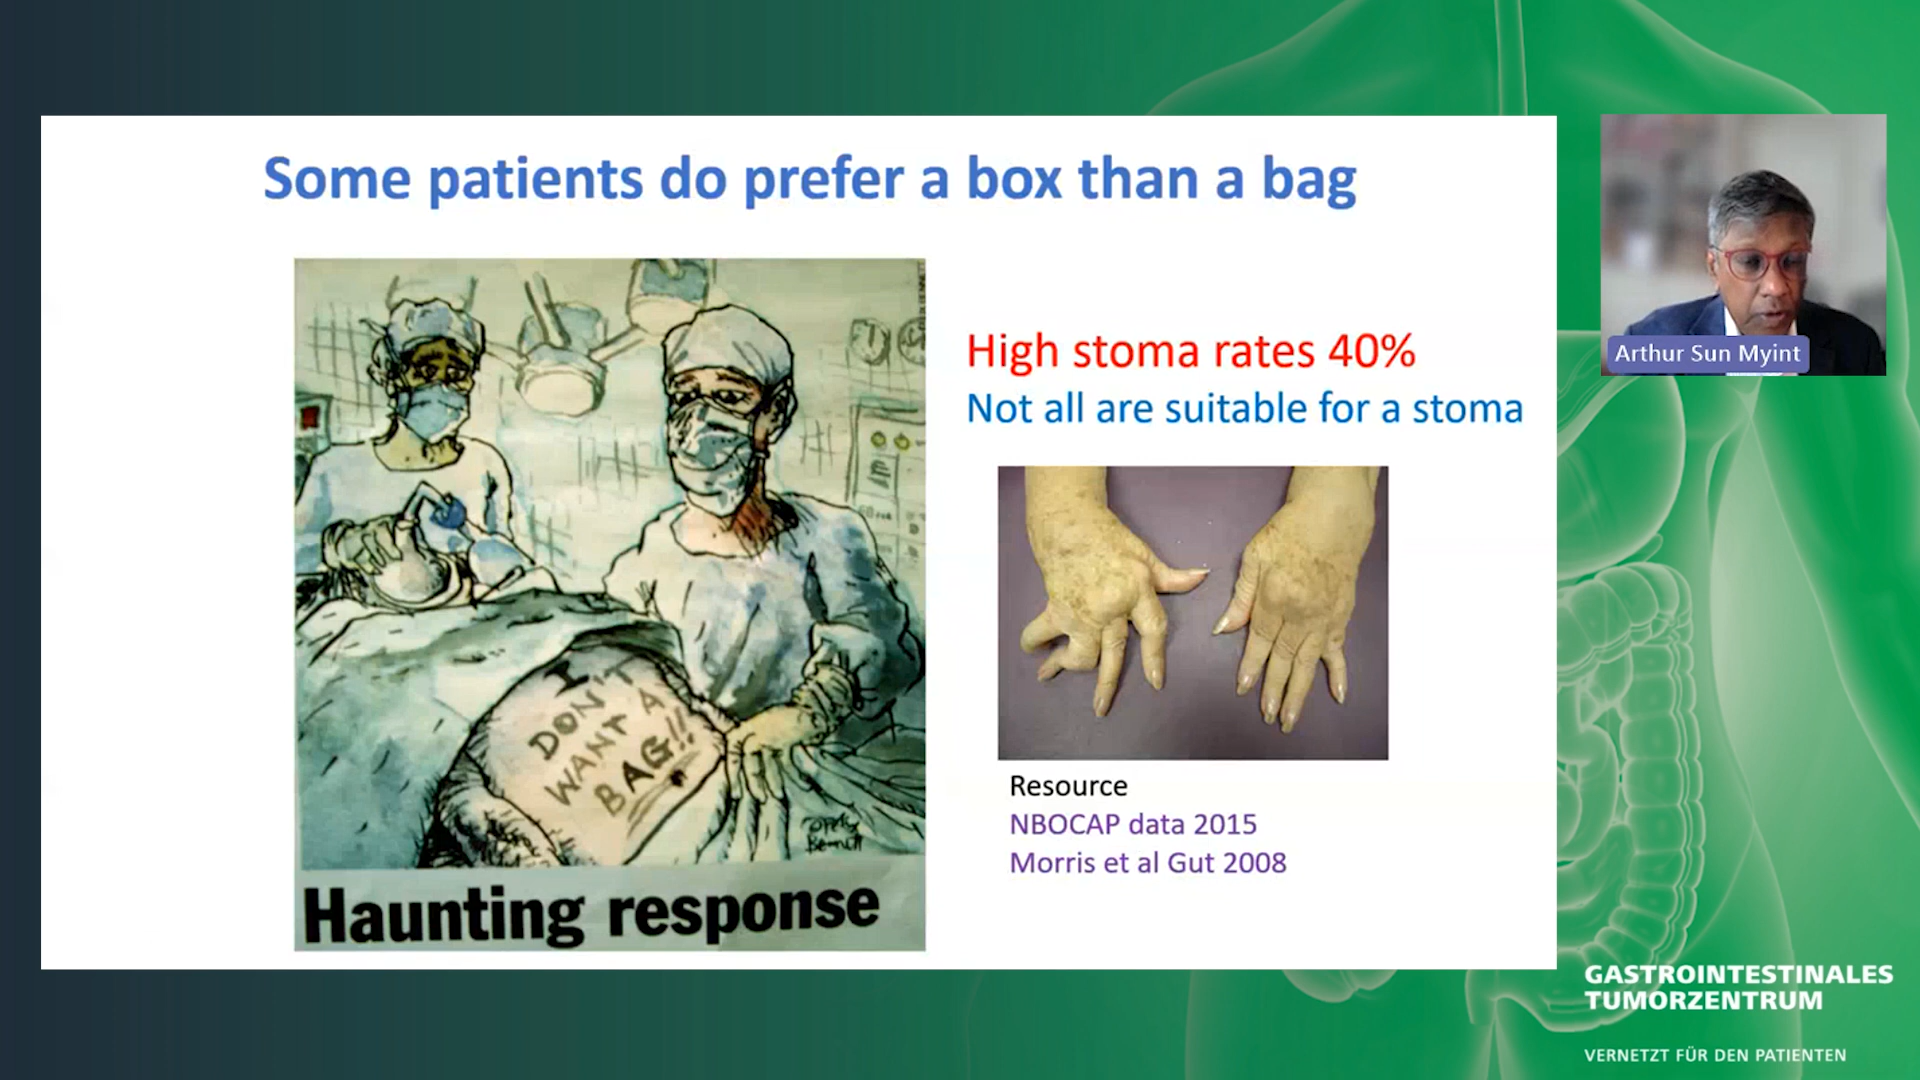 Some patients do prefer a box than a bag
I
DON'T
WANT A
BAG!!
Haunting response
High stoma rates 40%
Not all are suitable for a stoma
Resource
NBOCAP data 2015
Morris et al Gut 2008
Arthur Sun Myint
GASTROINTESTINALES
TUMORZENTRUM
VERNETZT FÜR DEN PATIENTEN